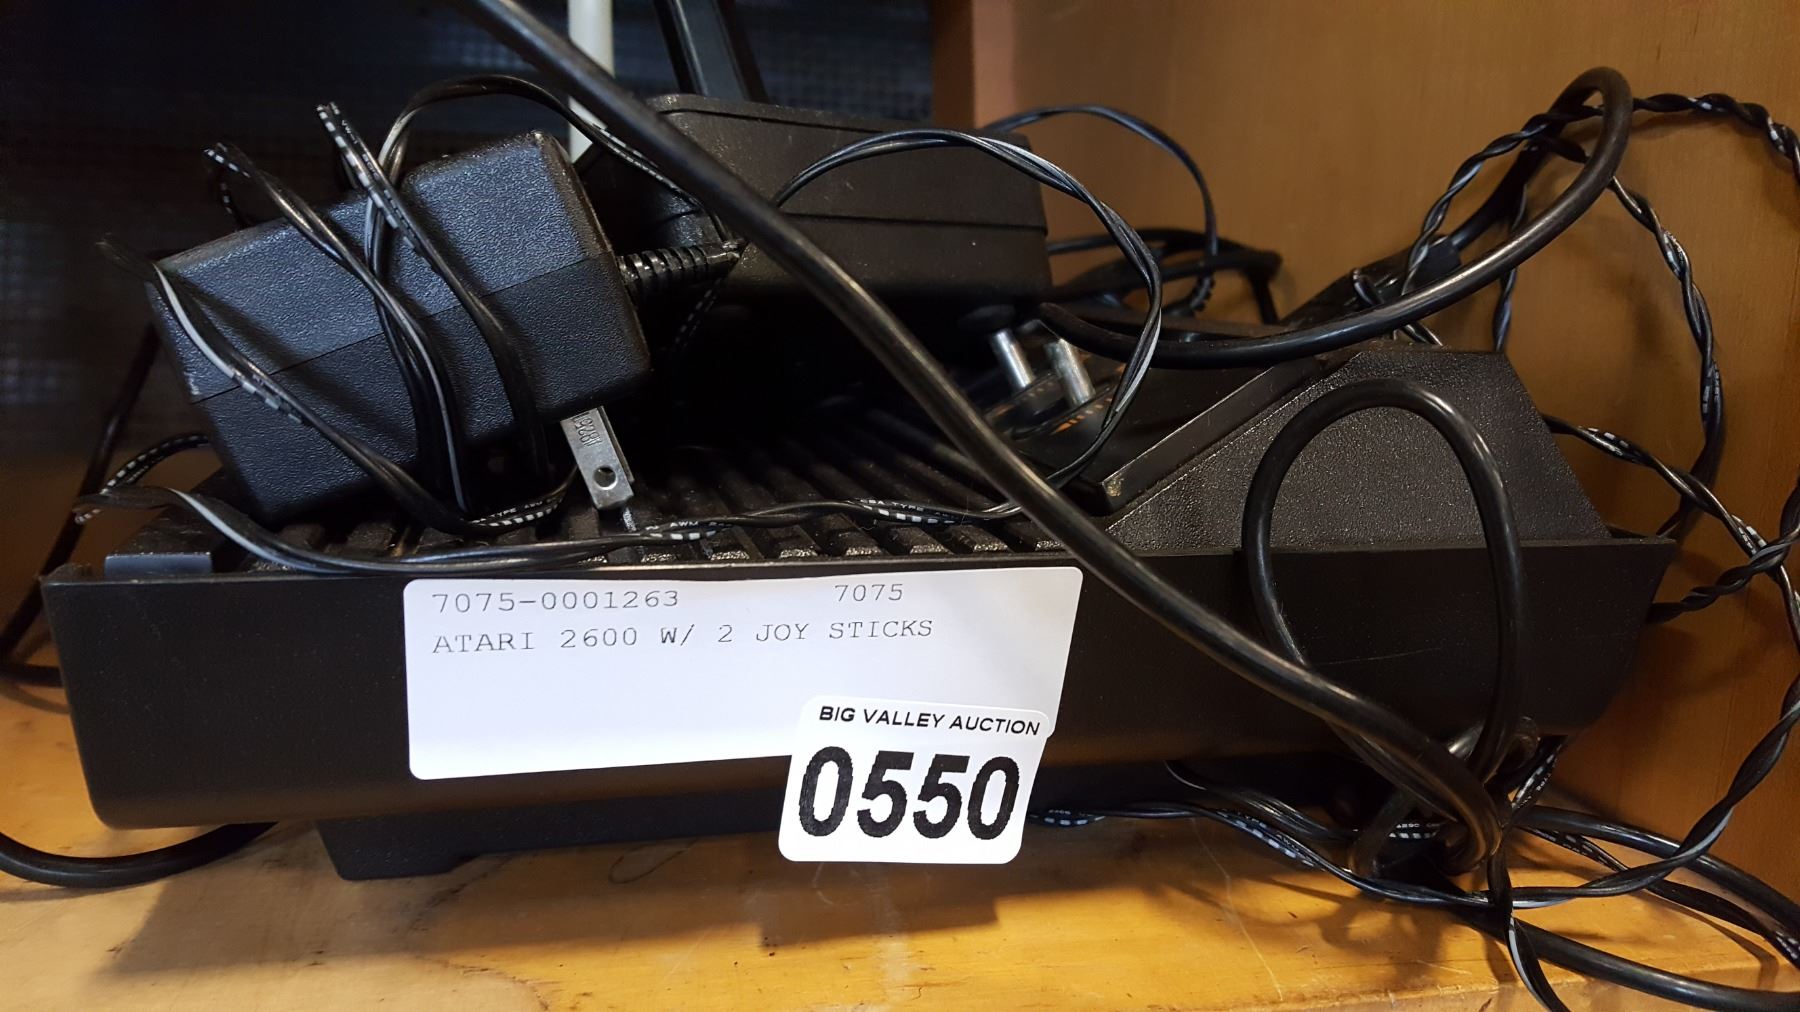 7075-0001263 7075
ATARI 2600 W/ 2 JOY STICKS
BIG VALLEY AUCTION
0550